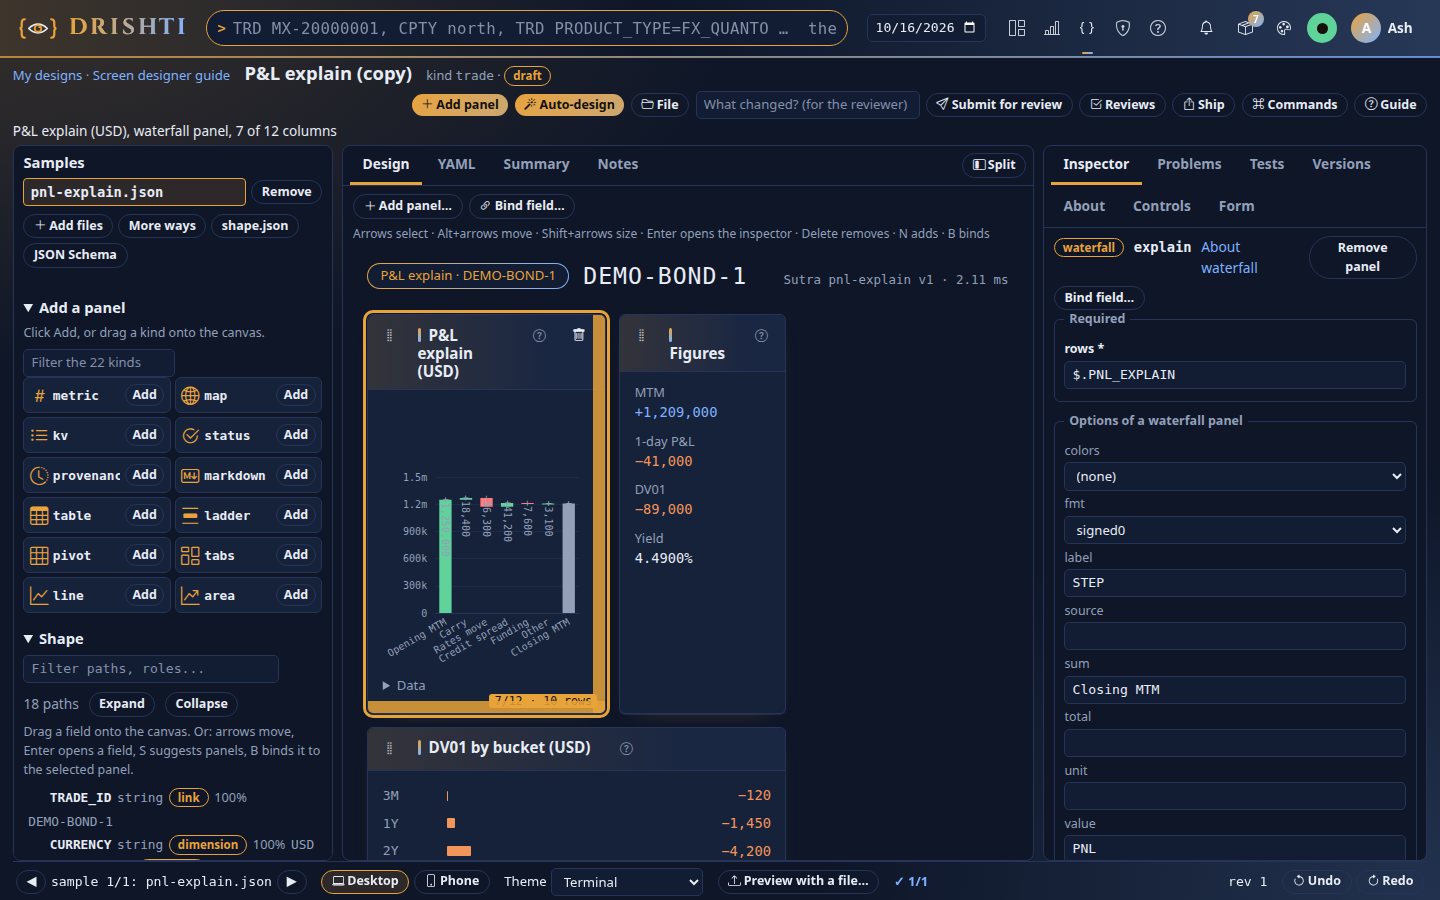 DRISHTI
> TRD MX-20000001, CPTY north, TRD PRODUCT_TYPE=FX_QUANTO … the
10/16/2026
7
A Ash
My designs · Screen designer guide P&L explain (copy) kind trade · draft
Add panel Auto-design File What changed? (for the reviewer) Submit for review Reviews Ship Commands Guide
P&L explain (USD), waterfall panel, 7 of 12 columns
Samples
pnl-explain.json Remove
Add files More ways shape.json
JSON Schema
Add a panel
Click Add, or drag a kind onto the canvas.
Filter the 22 kinds
metric Add map Add
kv Add status Add
provenanc Add markdown Add
table Add ladder Add
pivot Add tabs Add
line Add area Add
Shape
Filter paths, roles...
18 paths Expand Collapse
Drag a field onto the canvas. Or: arrows move,
Enter opens a field, S suggests panels, B binds it to
the selected panel.
TRADE_ID string link 100%
DEMO-BOND-1
CURRENCY string dimension 100% USD
Design YAML Summary Notes Split
Add panel... Bind field...
Arrows select · Alt+arrows move · Shift+arrows size · Enter opens the inspector · Delete removes · N adds · B binds
P&L explain · DEMO-BOND-1 DEMO-BOND-1 Sutra pnl-explain v1 · 2.11 ms
P&L
explain
(USD)
1.5m
1.2m
900k
600k
300k
0
18,400
6,300
41,200
7,600
3,100
Opening MTM
Carry
Rates move
Credit spread
Funding
Other
Closing MTM
Data
7/12 · 10 rows
Figures
MTM
+1,209,000
1-day P&L
−41,000
DV01
−89,000
Yield
4.4900%
DV01 by bucket (USD)
3M −120
1Y −1,450
2Y −4,200
Inspector Problems Tests Versions
About Controls Form
waterfall explain About waterfall Remove panel
Bind field...
Required
rows *
$.PNL_EXPLAIN
Options of a waterfall panel
colors
(none)
fmt
signed0
label
STEP
source
sum
Closing MTM
total
unit
value
PNL
sample 1/1: pnl-explain.json Desktop Phone Theme Terminal Preview with a file... ✓ 1/1 rev 1 Undo Redo